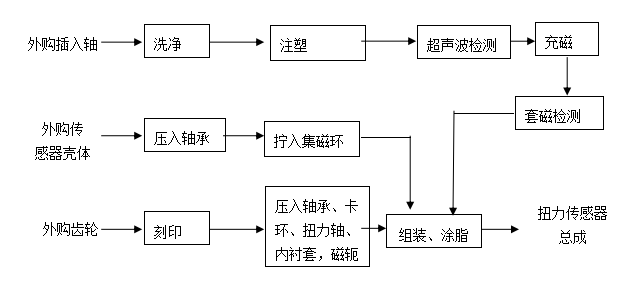 外购插入轴
洗净
注塑
超声波检测
充磁
套磁检测
外购传
感器壳体
压入轴承
拧入集磁环
外购齿轮
刻印
压入轴承、卡
环、扭力轴、
内衬套，磁轭
组装、涂脂
扭力传感器
总成